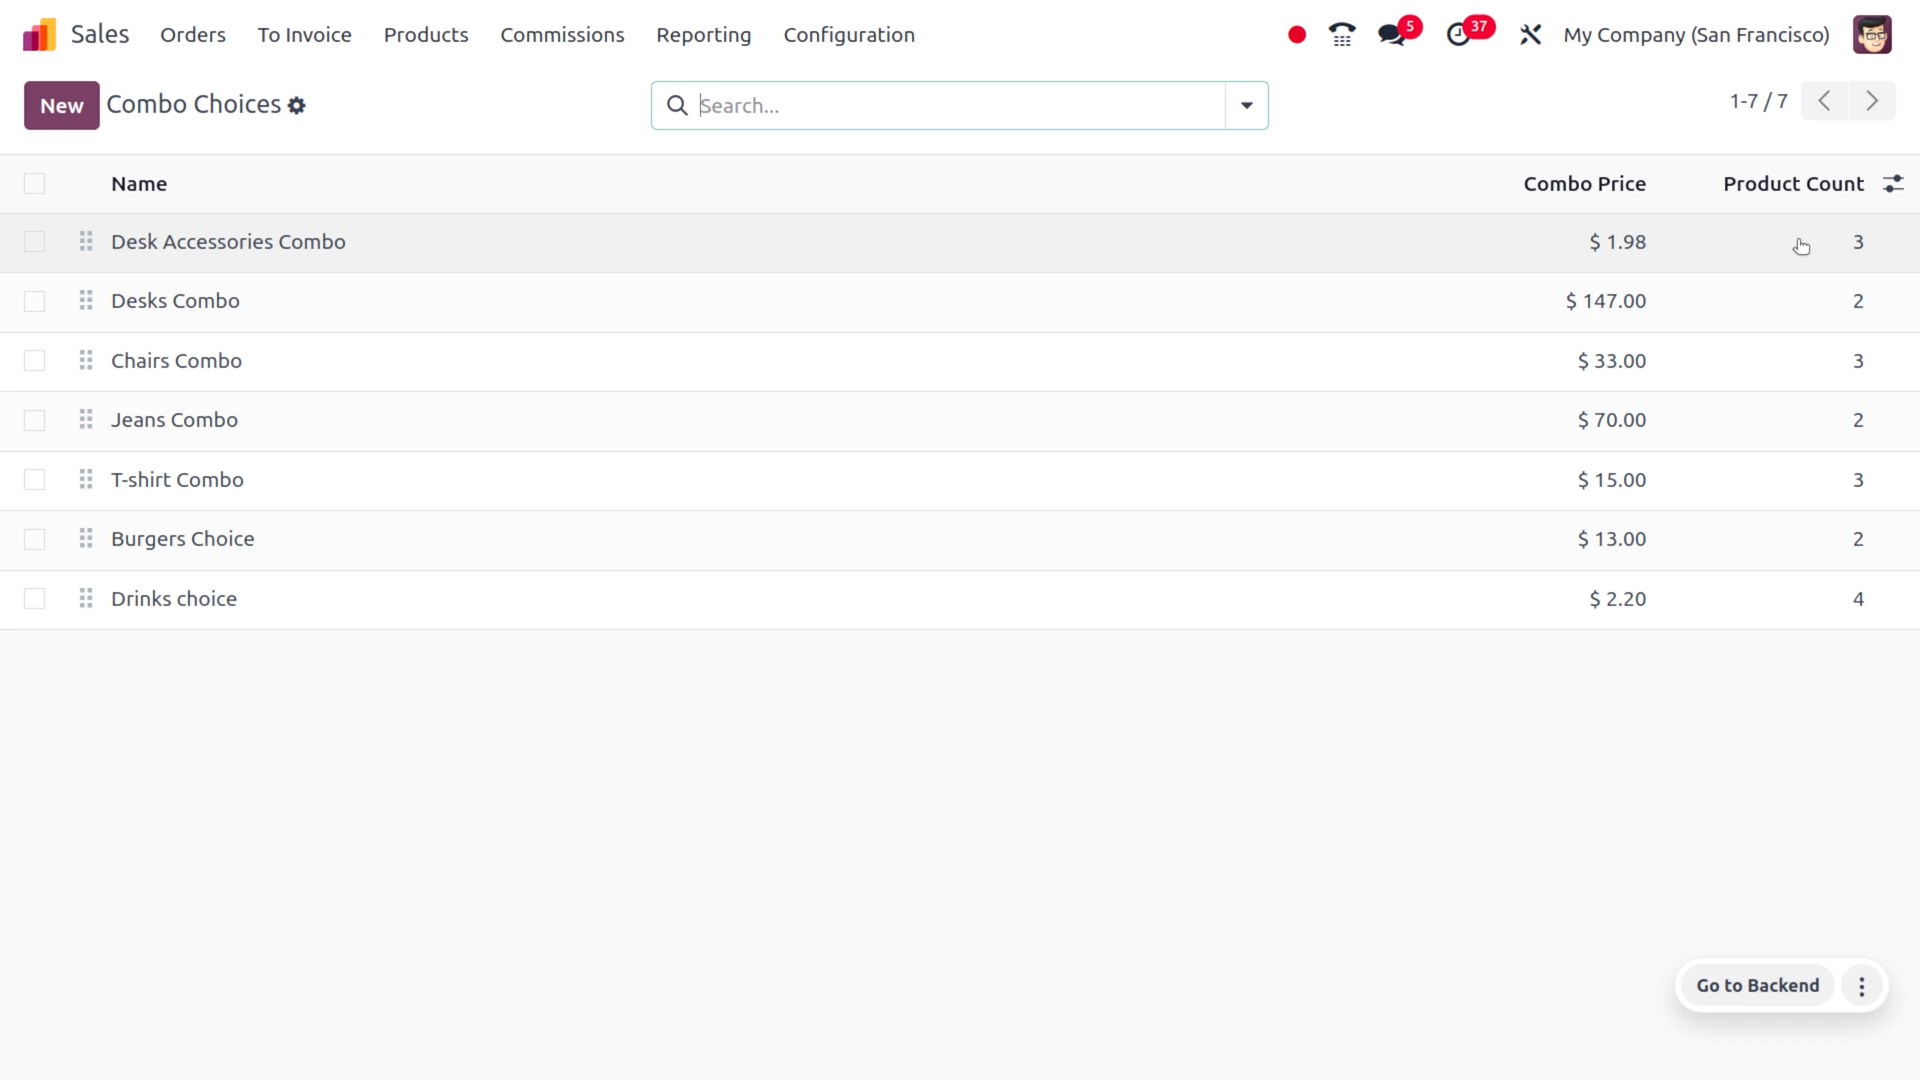 Sales Orders To Invoice Products Commissions Reporting Configuration 5 37 My Company (San Francisco)
New Combo Choices Search... 1-7 / 7
Name Combo Price Product Count
Desk Accessories Combo $ 1.98 3
Desks Combo $ 147.00 2
Chairs Combo $ 33.00 3
Jeans Combo $ 70.00 2
T-shirt Combo $ 15.00 3
Burgers Choice $ 13.00 2
Drinks choice $ 2.20 4
Go to Backend